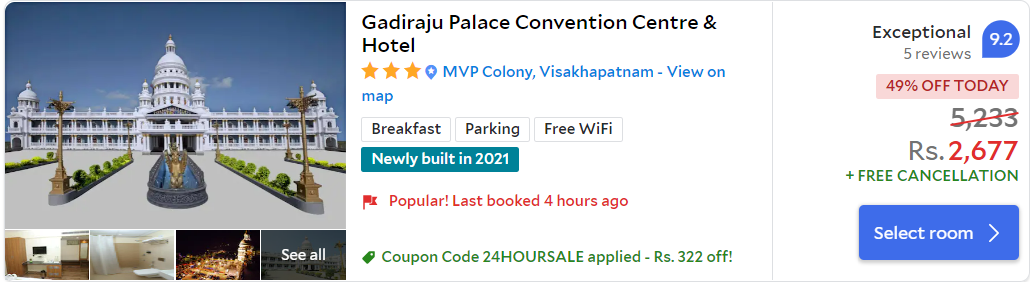 Gadiraju Palace Convention Centre &
Hotel
MVP Colony, Visakhapatnam - View on
map
Breakfast
Parking
Free WiFi
Newly built in 2021
Popular! Last booked 4 hours ago
Coupon Code 24HOURSALE applied - Rs. 322 off!
See all
Exceptional
5 reviews
9.2
49% OFF TODAY
5,233
Rs. 2,677
+ FREE CANCELLATION
Select room